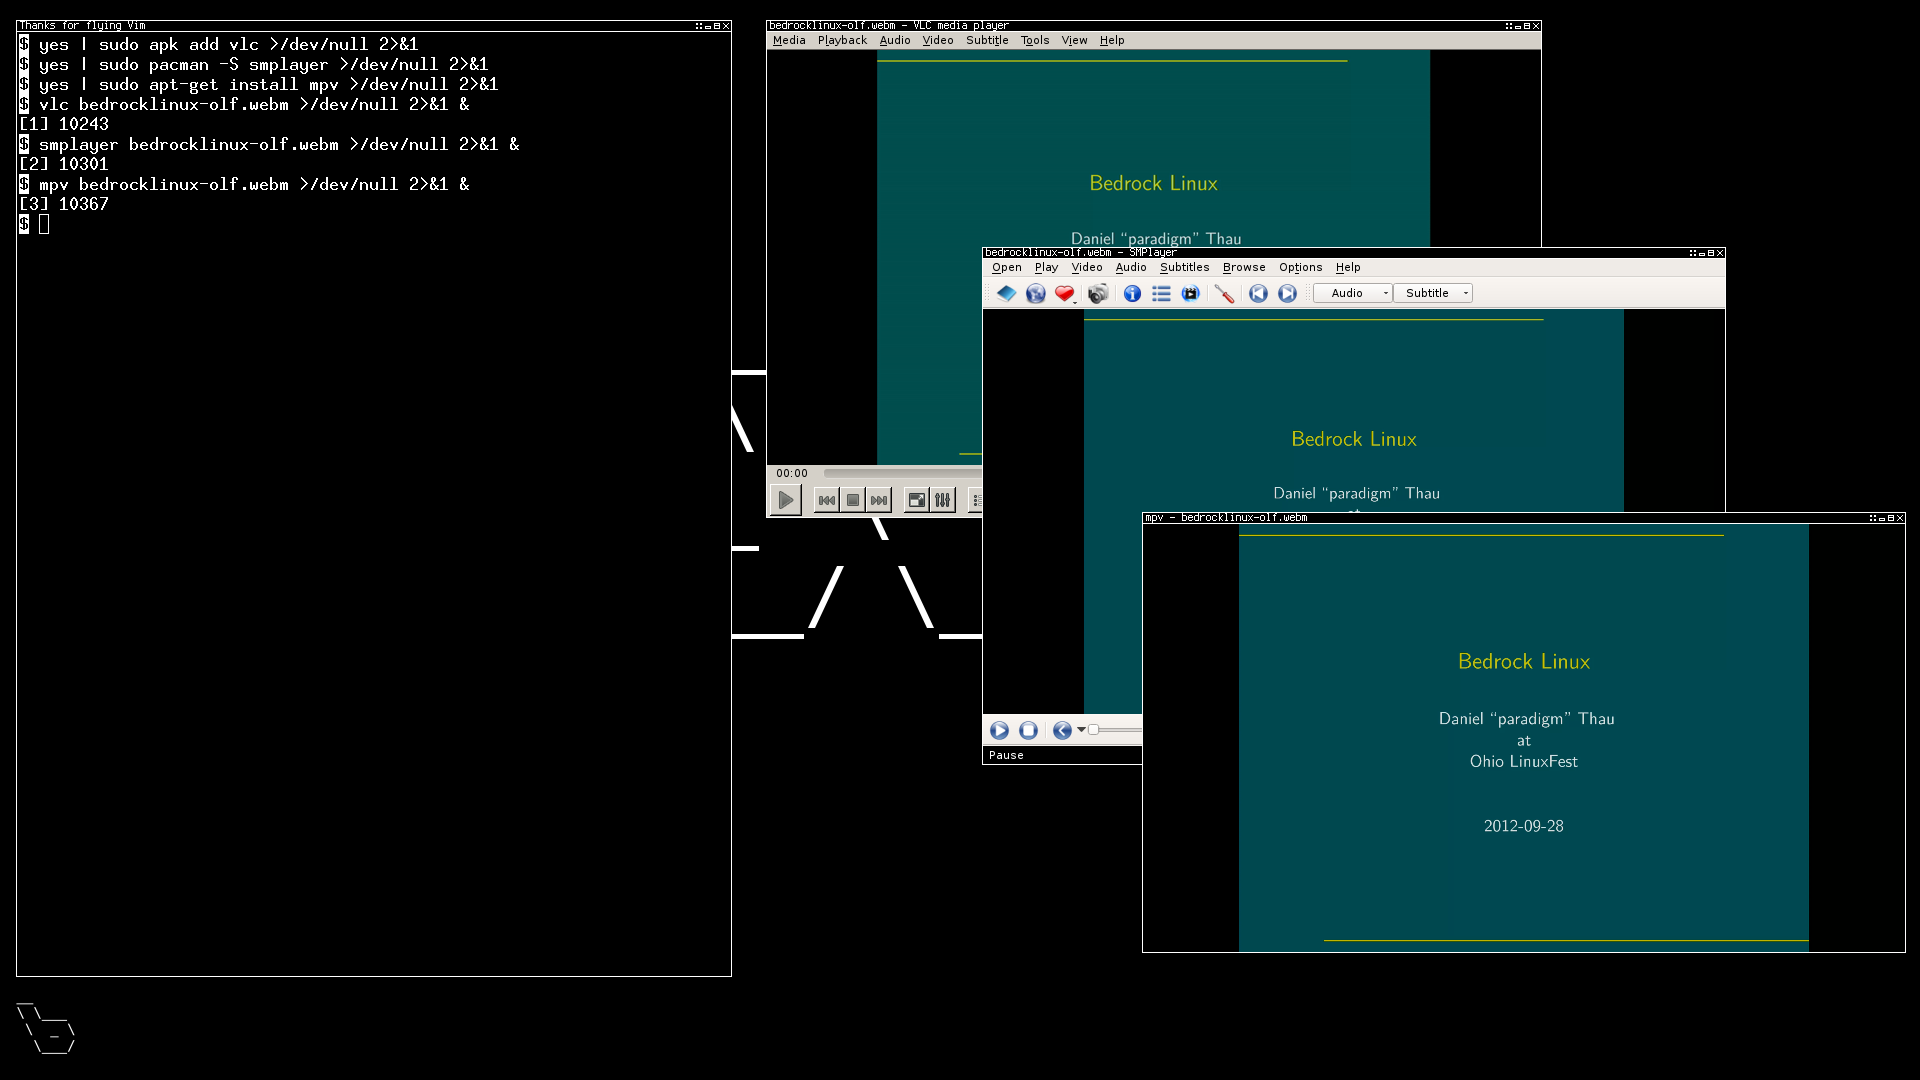 Thanks for flying Vim
$ yes | sudo apk add vlc >/dev/null 2>&1
$ yes | sudo pacman -S smplayer >/dev/null 2>&1
$ yes | sudo apt-get install mpv >/dev/null 2>&1
$ vlc bedrocklinux-olf.webm >/dev/null 2>&1 &
[1] 10243
$ smplayer bedrocklinux-olf.webm >/dev/null 2>&1 &
[2] 10301
$ mpv bedrocklinux-olf.webm >/dev/null 2>&1 &
[3] 10367
$
bedrocklinux-olf.webm - VLC media player
Media Playback Audio Video Subtitle Tools View Help
Bedrock Linux
Daniel “paradigm” Thau
00:00
bedrocklinux-olf.webm - SMPlayer
Open Play Video Audio Subtitles Browse Options Help
Audio Subtitle
Bedrock Linux
Daniel “paradigm” Thau
at
Pause
mpv - bedrocklinux-olf.webm
Bedrock Linux
Daniel “paradigm” Thau
at
Ohio LinuxFest
2012-09-28